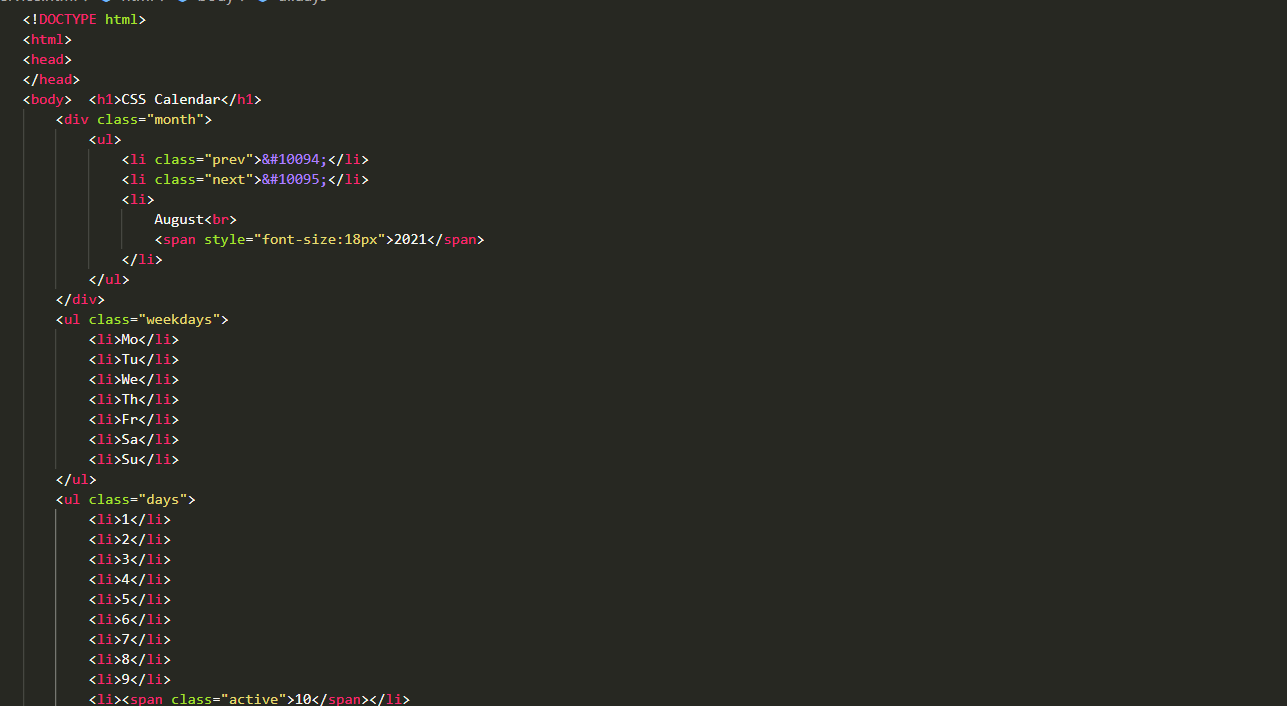 <!DOCTYPE html>
<html>
<head>
</head>
<body>  <h1>CSS Calendar</h1>
    <div class="month">
        <ul>
            <li class="prev">&#10094;</li>
            <li class="next">&#10095;</li>
            <li>
                August<br>
                <span style="font-size:18px">2021</span>
            </li>
        </ul>
    </div>
    <ul class="weekdays">
        <li>Mo</li>
        <li>Tu</li>
        <li>We</li>
        <li>Th</li>
        <li>Fr</li>
        <li>Sa</li>
        <li>Su</li>
    </ul>
    <ul class="days">
        <li>1</li>
        <li>2</li>
        <li>3</li>
        <li>4</li>
        <li>5</li>
        <li>6</li>
        <li>7</li>
        <li>8</li>
        <li>9</li>
        <li><span class="active">10</span></li>